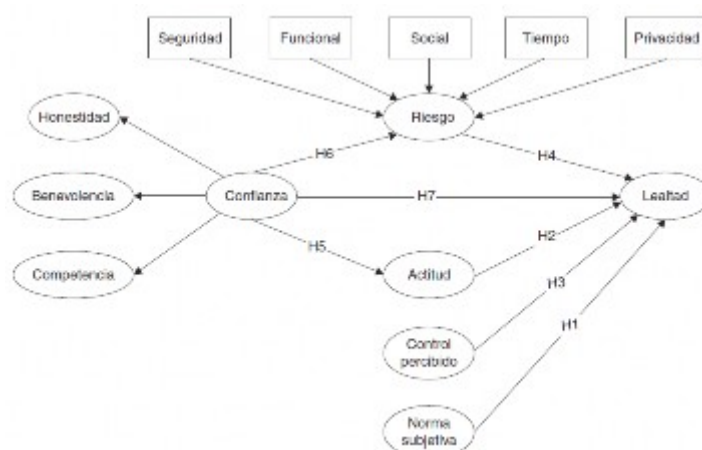 Seguridad
Funcional
Social
Tiempo
Privacidad
Honestidad
Riesgo
H6
H4
Benevolencia
Confianza
H7
Lealtad
H5
H2
Competencia
Actitud
H3
H1
Control
percibido
Norma
subjetiva